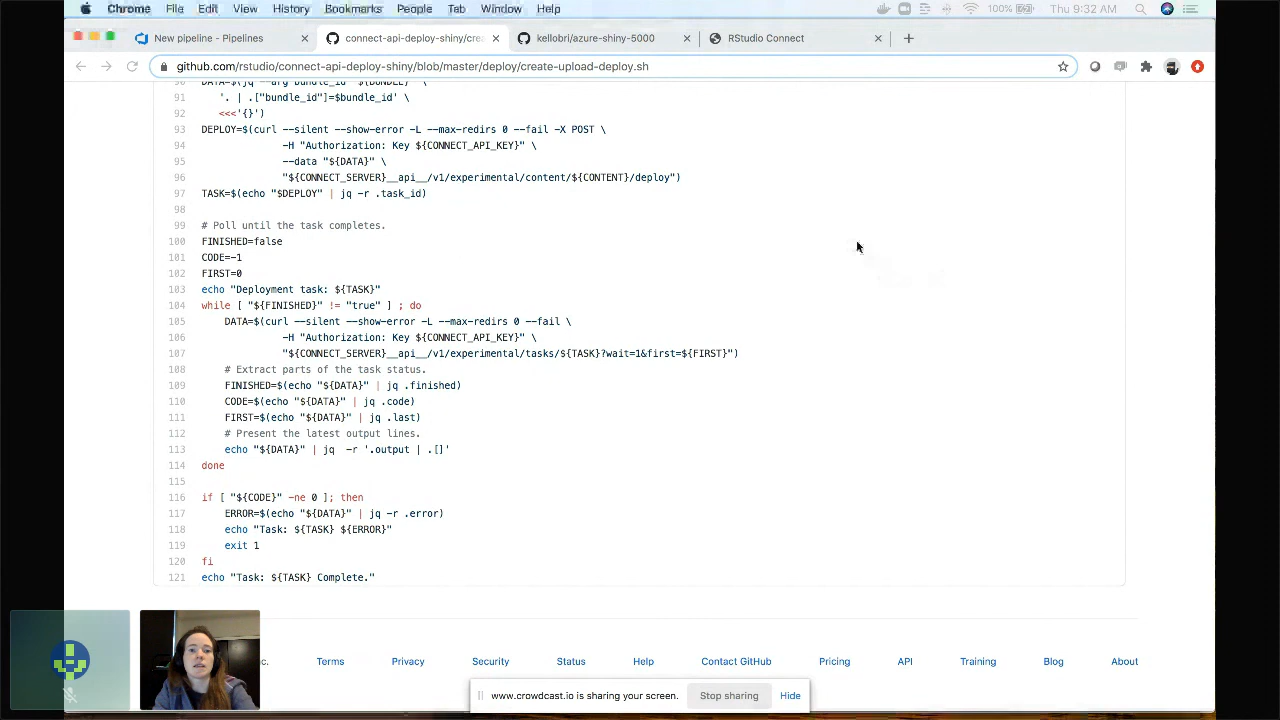 Chrome File Edit View History Bookmarks People Tab Window Help 100% Thu 9:32 AM
New pipeline - Pipelines × connect-api-deploy-shiny/cre × kellobri/azure-shiny-5000 × RStudio Connect × +
github.com/rstudio/connect-api-deploy-shiny/blob/master/deploy/create-upload-deploy.sh
91 '. | .["bundle_id"]=$bundle_id' \
92 <<<'{}')
93 DEPLOY=$(curl --silent --show-error -L --max-redirs 0 --fail -X POST \
94 -H "Authorization: Key ${CONNECT_API_KEY}" \
95 --data "${DATA}" \
96 "${CONNECT_SERVER}__api__/v1/experimental/content/${CONTENT}/deploy")
97 TASK=$(echo "$DEPLOY" | jq -r .task_id)
98
99 # Poll until the task completes.
100 FINISHED=false
101 CODE=-1
102 FIRST=0
103 echo "Deployment task: ${TASK}"
104 while [ "${FINISHED}" != "true" ] ; do
105 DATA=$(curl --silent --show-error -L --max-redirs 0 --fail \
106 -H "Authorization: Key ${CONNECT_API_KEY}" \
107 "${CONNECT_SERVER}__api__/v1/experimental/tasks/${TASK}?wait=1&first=${FIRST}")
108 # Extract parts of the task status.
109 FINISHED=$(echo "${DATA}" | jq .finished)
110 CODE=$(echo "${DATA}" | jq .code)
111 FIRST=$(echo "${DATA}" | jq .last)
112 # Present the latest output lines.
113 echo "${DATA}" | jq -r '.output | .[]'
114 done
115
116 if [ "${CODE}" -ne 0 ]; then
117 ERROR=$(echo "${DATA}" | jq -r .error)
118 echo "Task: ${TASK} ${ERROR}"
119 exit 1
120 fi
121 echo "Task: ${TASK} Complete."
c. Terms Privacy Security Status Help Contact GitHub Pricing API Training Blog About
www.crowdcast.io is sharing your screen. Stop sharing Hide